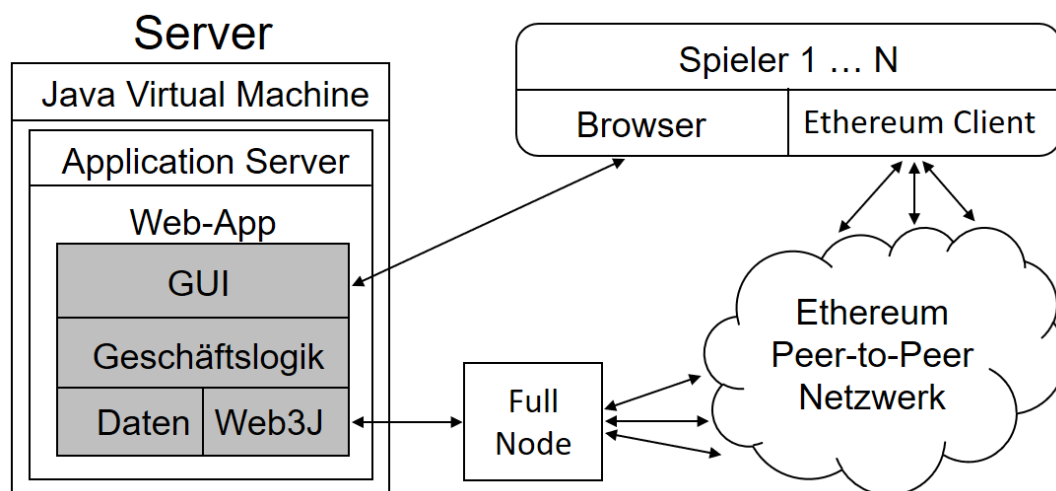 Server
Java Virtual Machine
Application Server
Web-App
GUI
Geschäftslogik
Daten
Web3J
Full
Node
Spieler 1 … N
Browser
Ethereum Client
Ethereum
Peer-to-Peer
Netzwerk